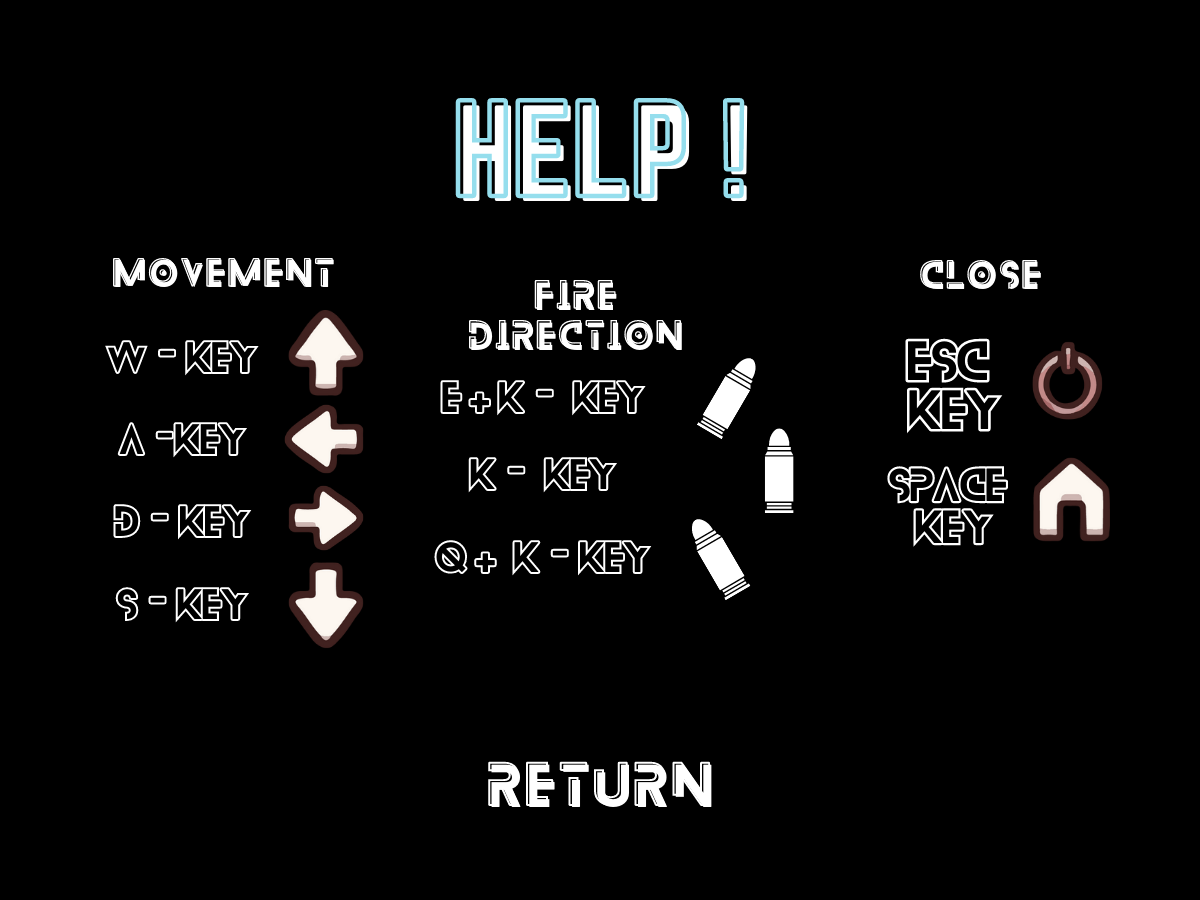 HELP !
MOVEMENT
W - KEY
A -KEY
D - KEY
S - KEY
FIRE
DIRECTION
E+K - KEY
K - KEY
Q+ K - KEY
CLOSE
ESC
KEY
SPACE
KEY
RETURN